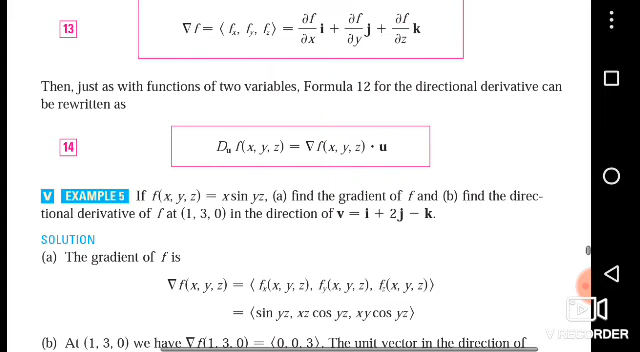 13
∇f = ⟨fₓ, f_y, f_z⟩ = ∂f/∂x i + ∂f/∂y j + ∂f/∂z k
Then, just as with functions of two variables, Formula 12 for the directional derivative can
be rewritten as
14
Dᵤ f(x, y, z) = ∇f(x, y, z) · u
V EXAMPLE 5 If f(x, y, z) = x sin yz, (a) find the gradient of f and (b) find the direc-
tional derivative of f at (1, 3, 0) in the direction of v = i + 2j − k.
SOLUTION
(a) The gradient of f is
∇f(x, y, z) = ⟨fₓ(x, y, z), f_y(x, y, z), f_z(x, y, z)⟩
= ⟨sin yz, xz cos yz, xy cos yz⟩
(b) At (1, 3, 0) we have ∇f(1, 3, 0) = ⟨0, 0, 3⟩. The unit vector in the direction of
V RECORDER